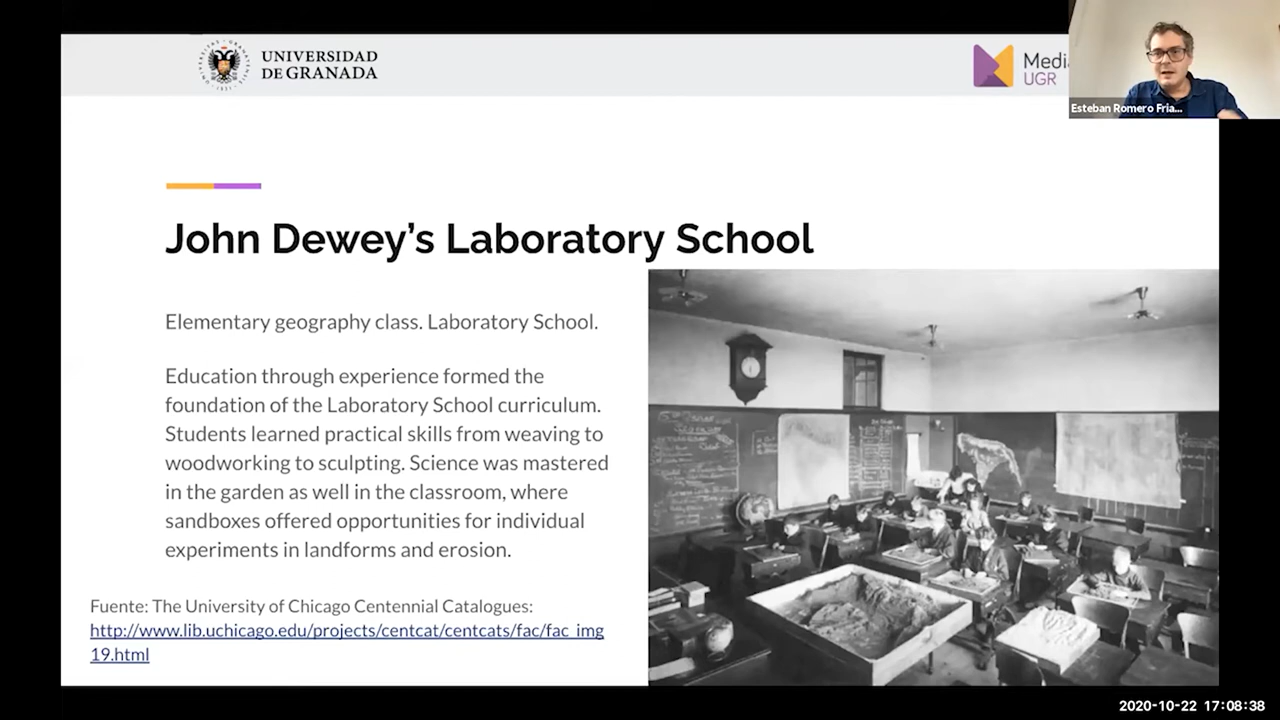 UNIVERSIDAD
DE GRANADA
UGR
Esteban Romero Fria...
John Dewey's Laboratory School
Elementary geography class. Laboratory School.
Education through experience formed the
foundation of the Laboratory School curriculum.
Students learned practical skills from weaving to
woodworking to sculpting. Science was mastered
in the garden as well in the classroom, where
sandboxes offered opportunities for individual
experiments in landforms and erosion.
Fuente: The University of Chicago Centennial Catalogues:
http://www.lib.uchicago.edu/projects/centcat/centcats/fac/fac_img
19.html
2020-10-22 17:08:38